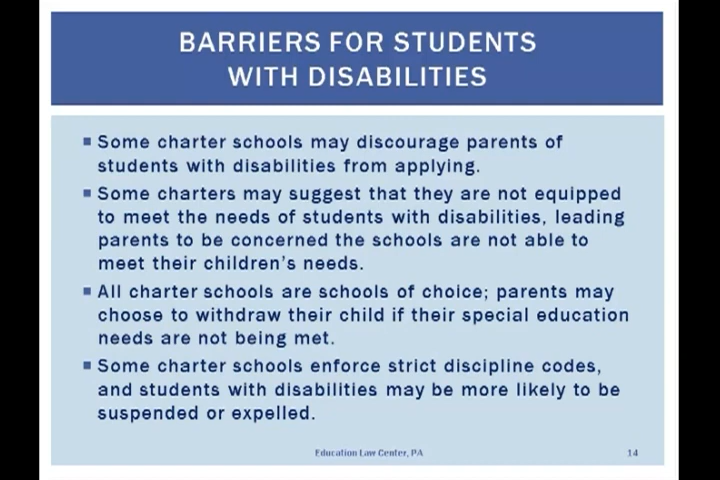 BARRIERS FOR STUDENTS
WITH DISABILITIES
▪ Some charter schools may discourage parents of
students with disabilities from applying.
▪ Some charters may suggest that they are not equipped
to meet the needs of students with disabilities, leading
parents to be concerned the schools are not able to
meet their children's needs.
▪ All charter schools are schools of choice; parents may
choose to withdraw their child if their special education
needs are not being met.
▪ Some charter schools enforce strict discipline codes,
and students with disabilities may be more likely to be
suspended or expelled.
Education Law Center, PA
14